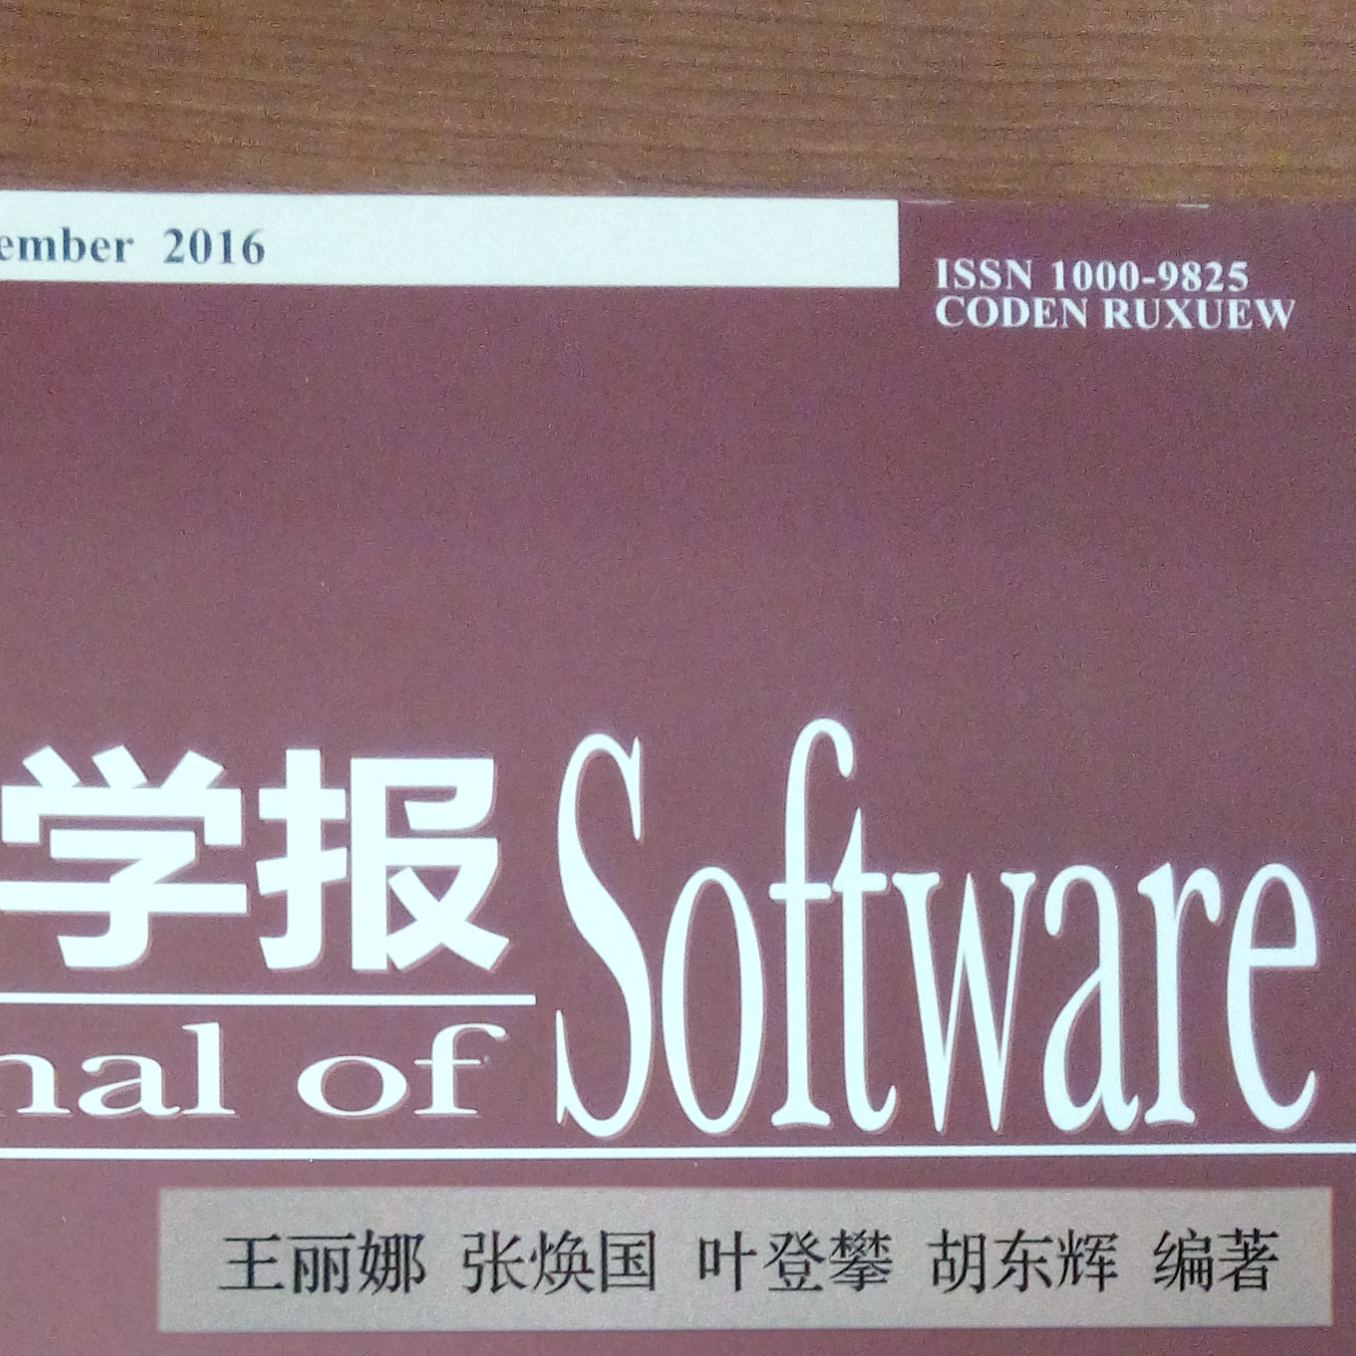 ember 2016
ISSN 1000-9825
CODEN RUXUEW
学报
nal of Software
王丽娜 张焕国 叶登攀 胡东辉 编著